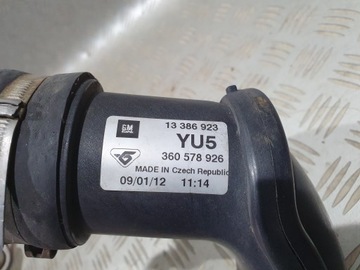 GM
13 386 923
YU5
360 578 926
MADE IN Czech Republic
09/01/12 11:14